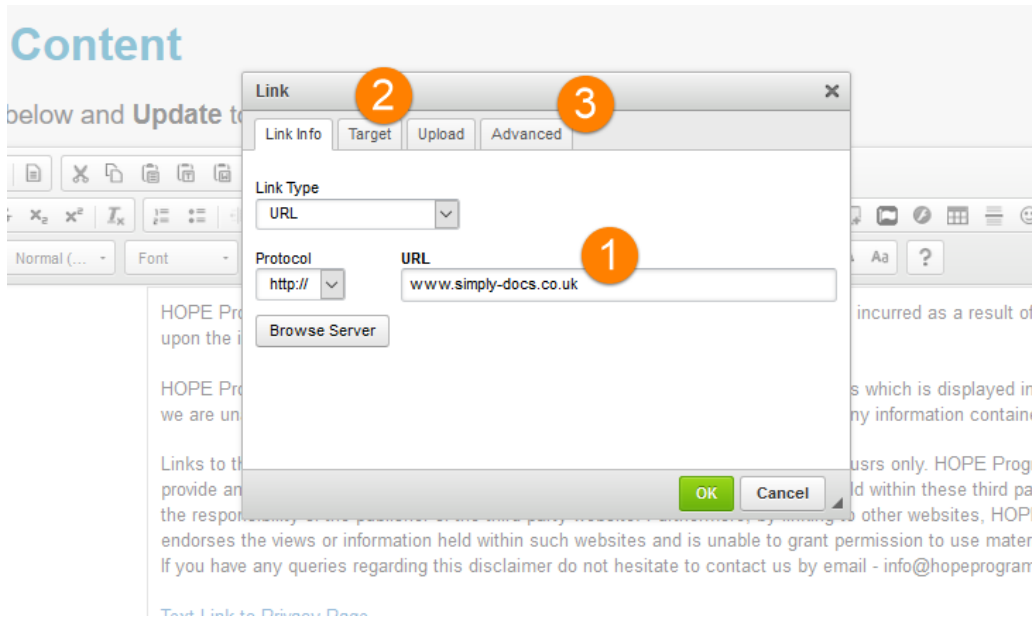 Content
below and Update to
Link
2
3
Link Info
Target
Upload
Advanced
Link Type
URL
Protocol
URL
1
http://
www.simply-docs.co.uk
Browse Server
OK
Cancel
Normal (...
Font
Aa
?
HOPE Pro incurred as a result of
upon the i
HOPE Pro s which is displayed in
we are un ny information contain
Links to th usrs only. HOPE Prog
provide an ld within these third pa
the responsibility of the publisher of the third party website. Furthermore, by linking to other websites, HOP
endorses the views or information held within such websites and is unable to grant permission to use mater
If you have any queries regarding this disclaimer do not hesitate to contact us by email - info@hopeprogram
Text Link to Privacy Page